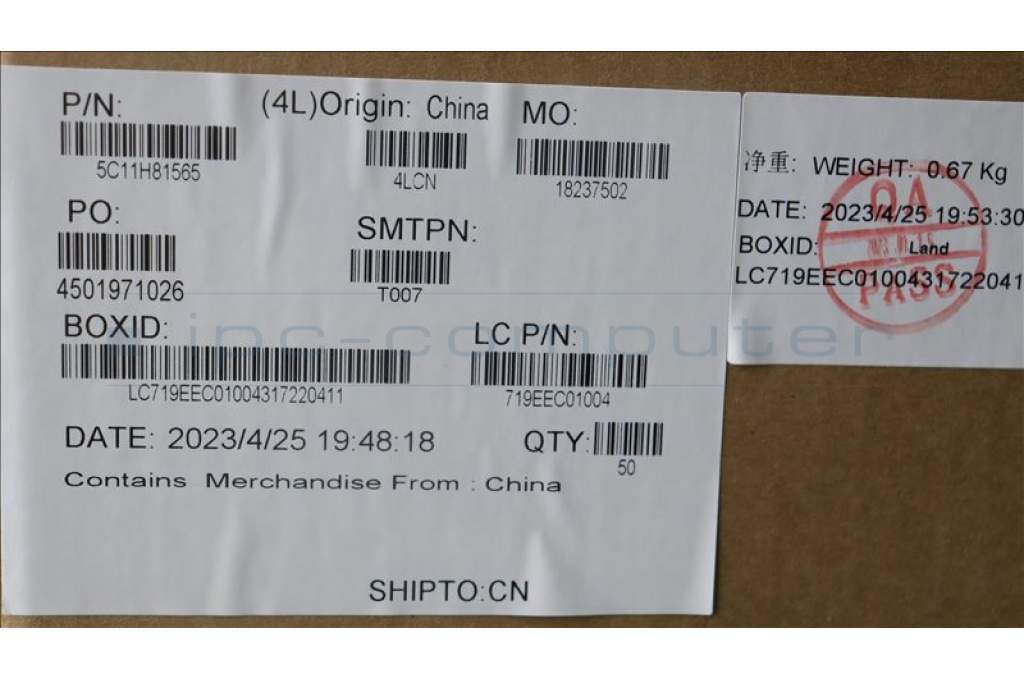 P/N:
(4L)Origin: China
MO:
5C11H81565
4LCN
18237502
PO:
SMTPN:
4501971026
T007
BOXID:
LC P/N:
LC719EEC01004317220411
719EEC01004
DATE: 2023/4/25 19:48:18
QTY:
50
Contains Merchandise From : China
SHIPTO:CN
净重: WEIGHT: 0.67 Kg
DATE: 2023/4/25 19:53:30
BOXID: Land
LC719EEC0100431722041
QA
PASS
ipc-computer